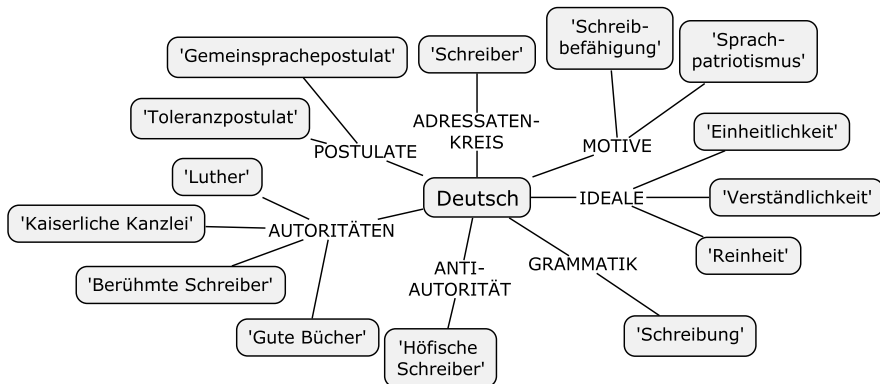 'Schreib-
befähigung'
'Sprach-
patriotismus'
'Gemeinsprachepostulat'
'Schreiber'
'Toleranzpostulat'
ADRESSATEN-
KREIS
MOTIVE
'Einheitlichkeit'
POSTULATE
'Luther'
Deutsch
IDEALE
'Verständlichkeit'
'Kaiserliche Kanzlei'
AUTORITÄTEN
'Reinheit'
ANTI-
AUTORITÄT
GRAMMATIK
'Berühmte Schreiber'
'Gute Bücher'
'Höfische
Schreiber'
'Schreibung'